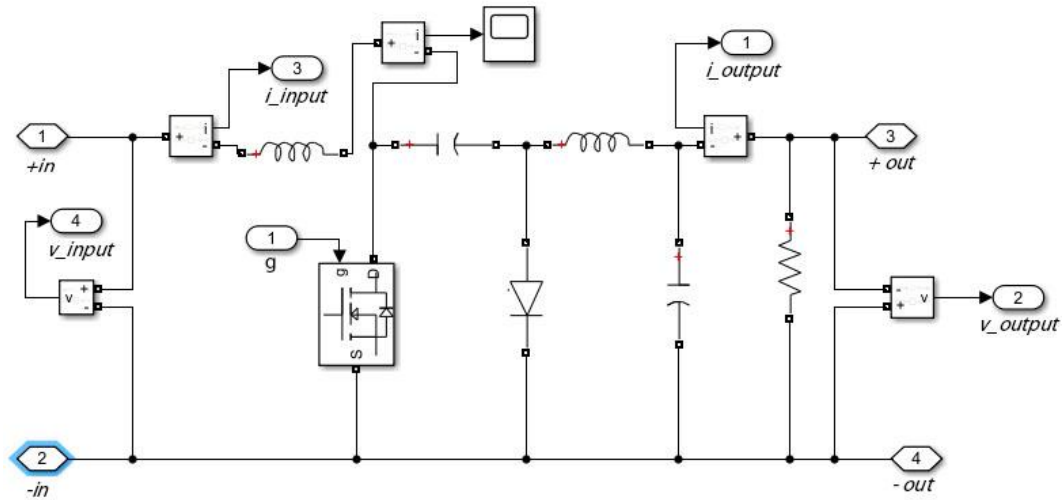 + i -
3
i_input
+ i -
1
i_output
1
+in
+
+
+
i + -
3
+ out
4
v_input
v + -
1
g
g D S
+
+
- + v
2
v_output
2
-in
4
- out